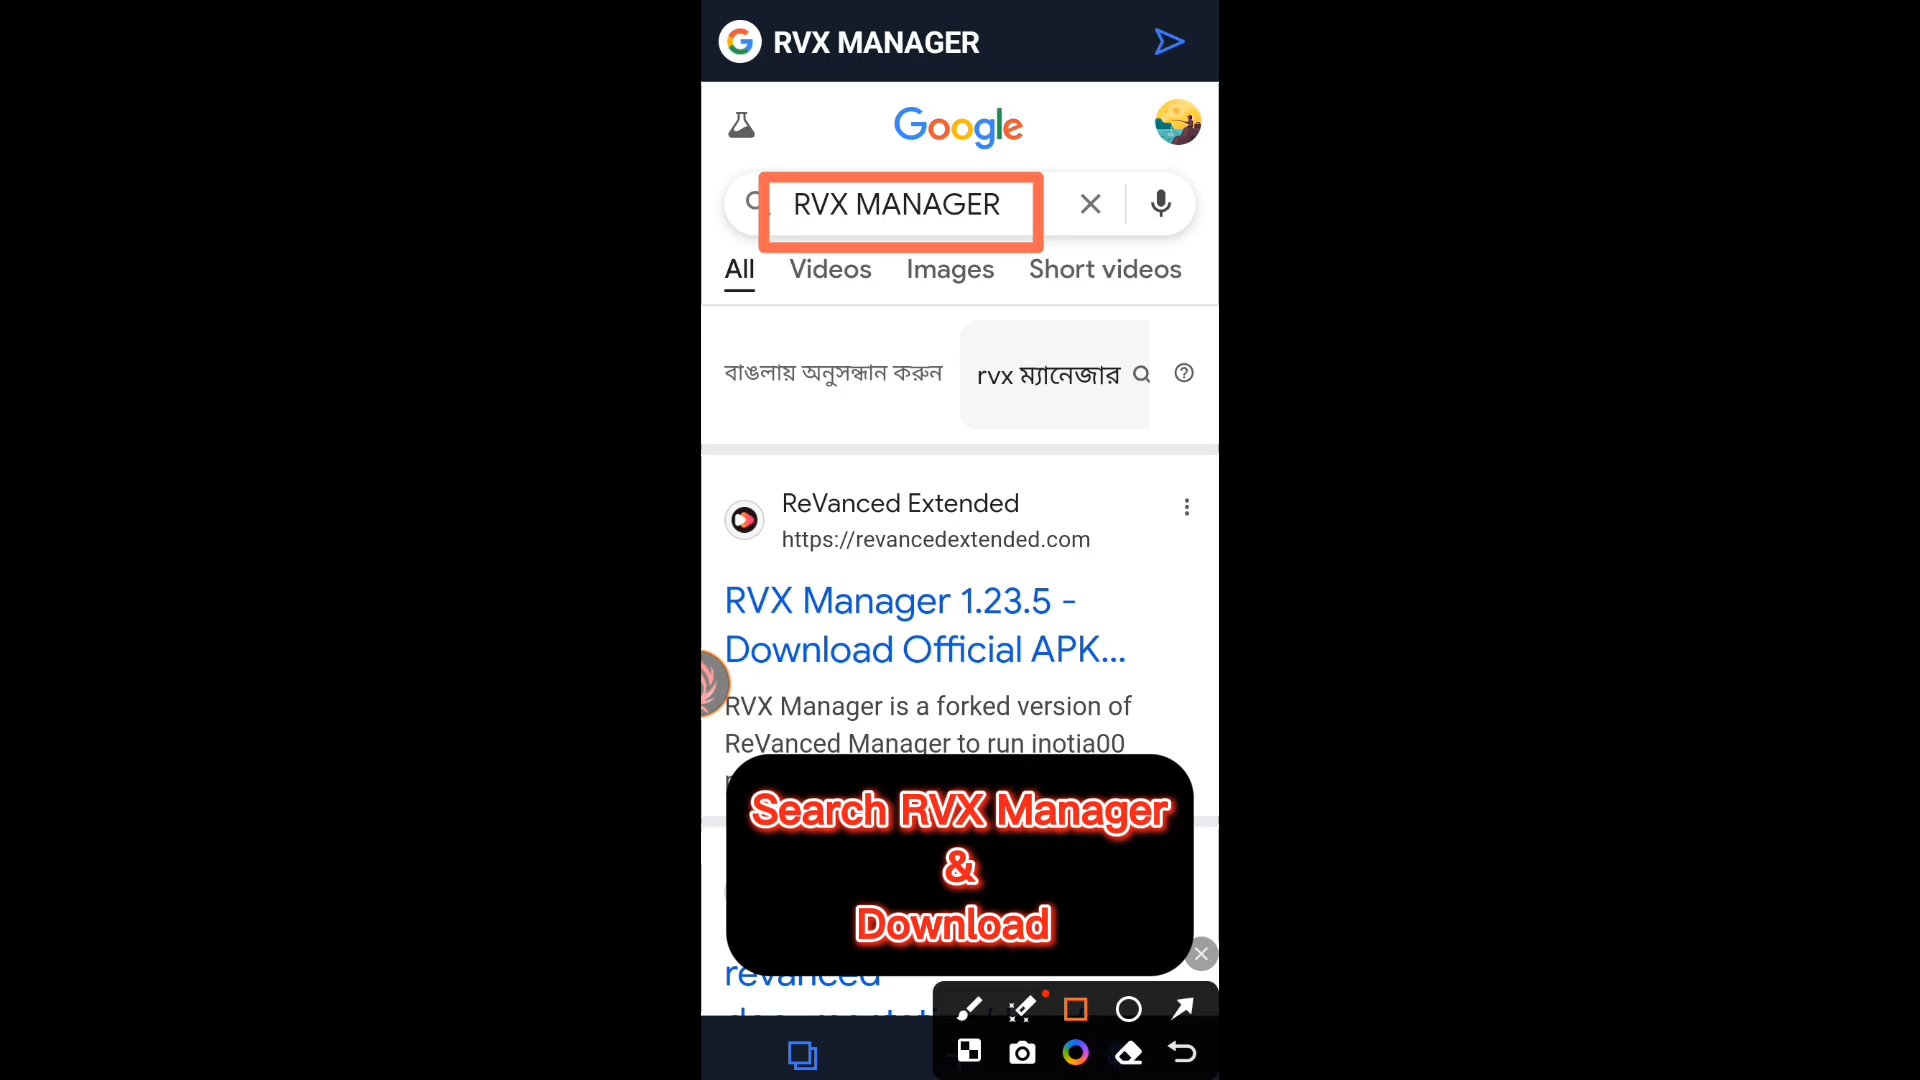 RVX MANAGER
Google
RVX MANAGER
All Videos Images Short videos
বাঙলায় অনুসন্ধান করুন rvx ম্যানেজার
ReVanced Extended
https://revancedextended.com
RVX Manager 1.23.5 -
Download Official APK...
RVX Manager is a forked version of
ReVanced Manager to run inotia00
Search RVX Manager
&
Download
revanced